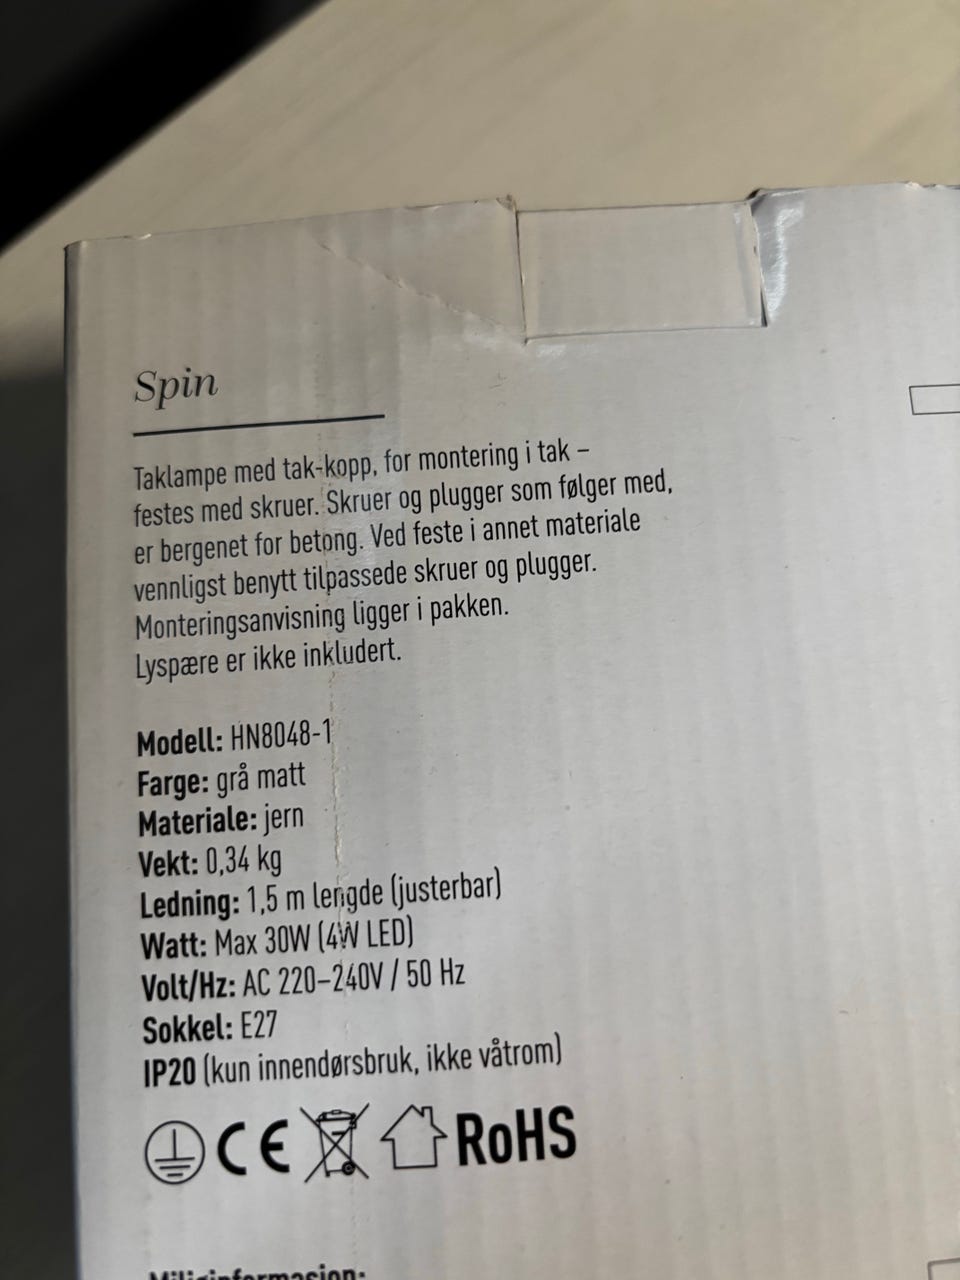 Spin
Taklampe med tak-kopp, for montering i tak –
festes med skruer. Skruer og plugger som følger med,
er bergenet for betong. Ved feste i annet materiale
vennligst benytt tilpassede skruer og plugger.
Monteringsanvisning ligger i pakken.
Lyspære er ikke inkludert.
Modell: HN8048-1
Farge: grå matt
Materiale: jern
Vekt: 0,34 kg
Ledning: 1,5 m lengde (justerbar)
Watt: Max 30W (4W LED)
Volt/Hz: AC 220–240V / 50 Hz
Sokkel: E27
IP20 (kun innendørsbruk, ikke våtrom)
CE RoHS